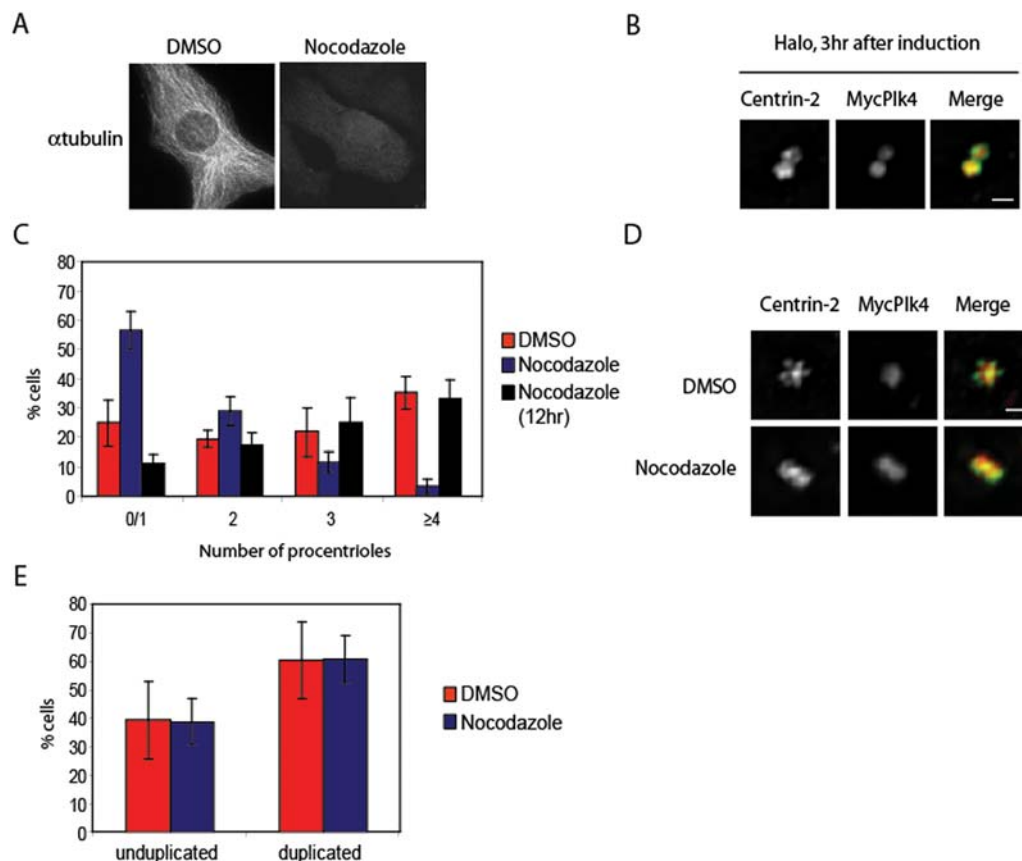 A
DMSO Nocodazole
αtubulin
B
Halo, 3hr after induction
Centrin-2 MycPlk4 Merge
C
80
70
60
50
40
30
20
10
0
% cells
0/1 2 3 ≥4
Number of procentrioles
DMSO
Nocodazole
Nocodazole
(12hr)
D
Centrin-2 MycPlk4 Merge
DMSO
Nocodazole
E
80
70
60
50
40
30
20
10
0
% cells
unduplicated duplicated
DMSO
Nocodazole